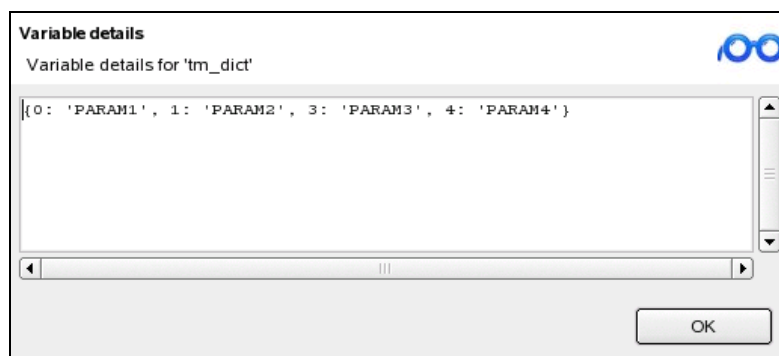 Variable details
Variable details for 'tm_dict'
{0: 'PARAM1', 1: 'PARAM2', 3: 'PARAM3', 4: 'PARAM4'}
OK